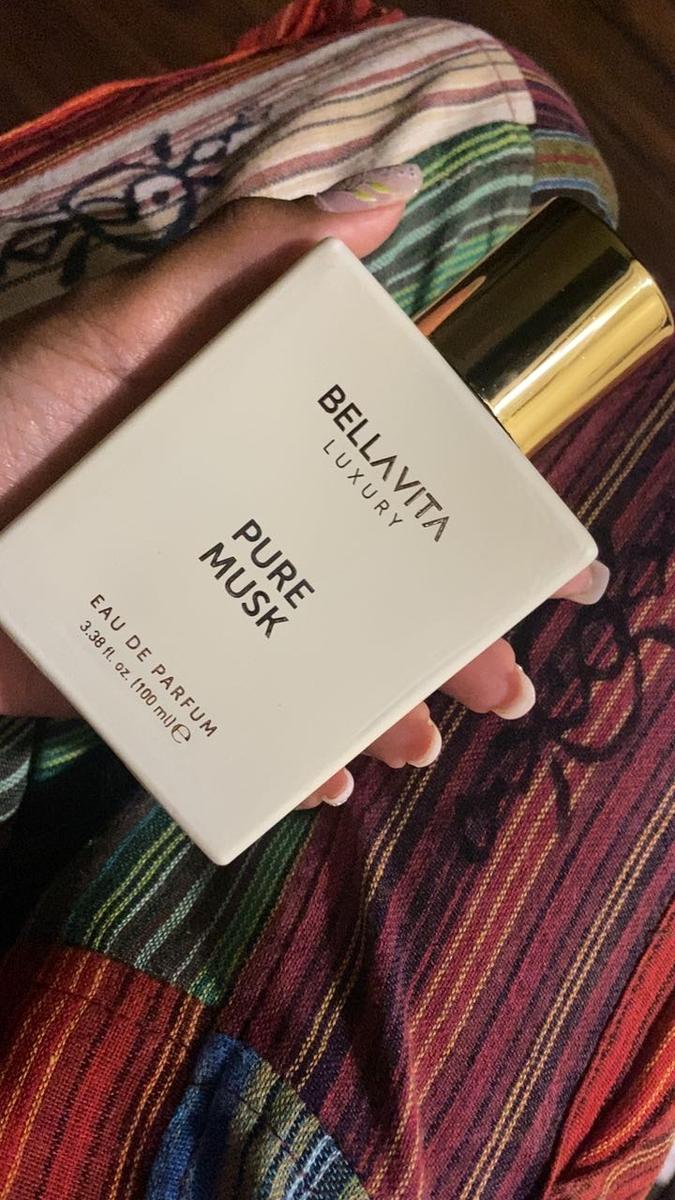 BELLAVITA
LUXURY
PURE
MUSK
EAU DE PARFUM
3.38 fl. oz. (100 ml) ℮